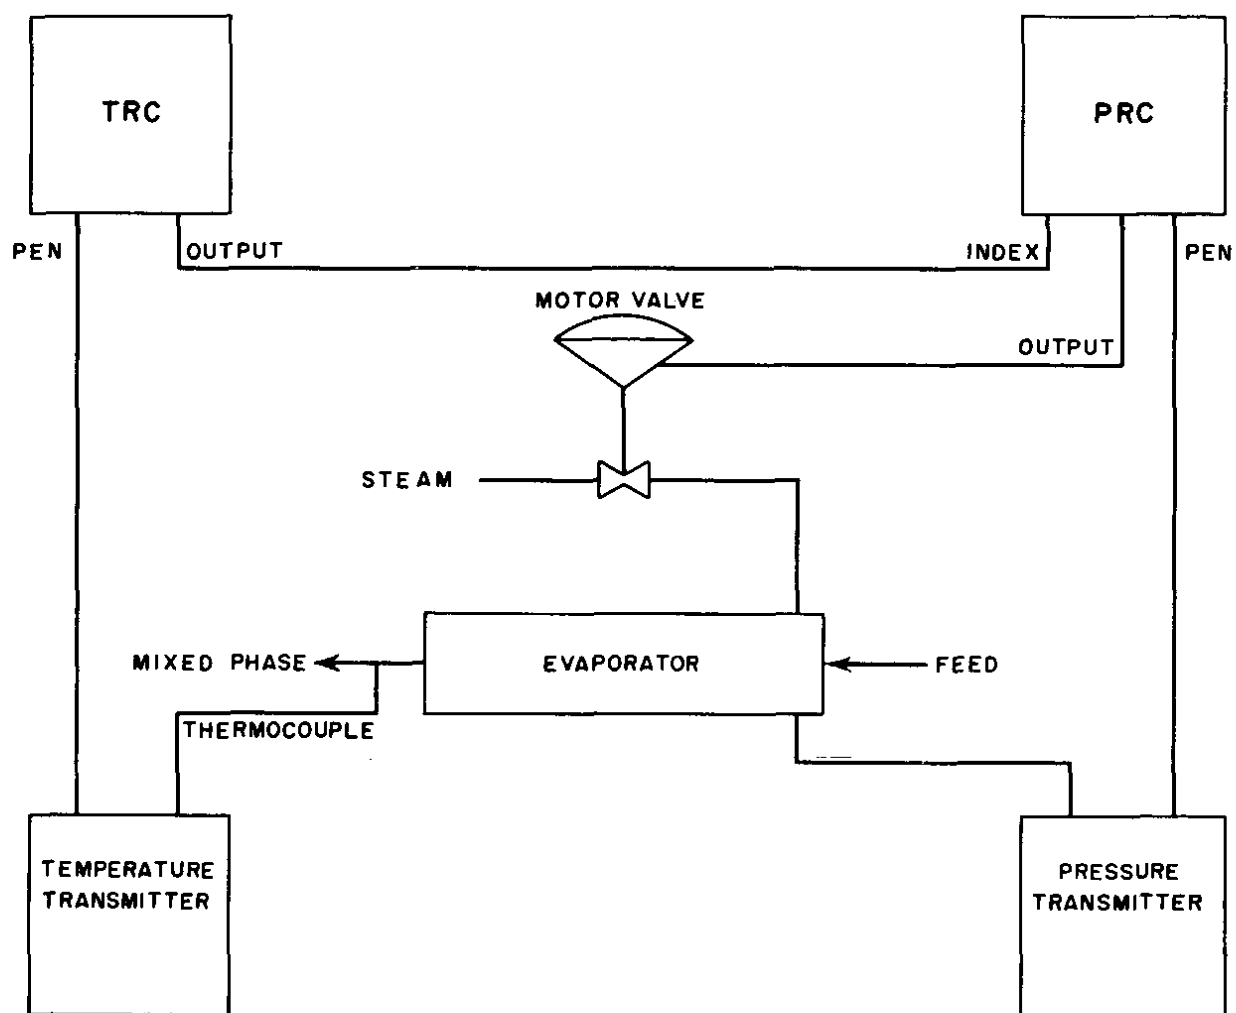 TRC
PRC
PEN
OUTPUT
INDEX
PEN
MOTOR VALVE
OUTPUT
STEAM
MIXED PHASE
EVAPORATOR
FEED
THERMOCOUPLE
TEMPERATURE
TRANSMITTER
PRESSURE
TRANSMITTER